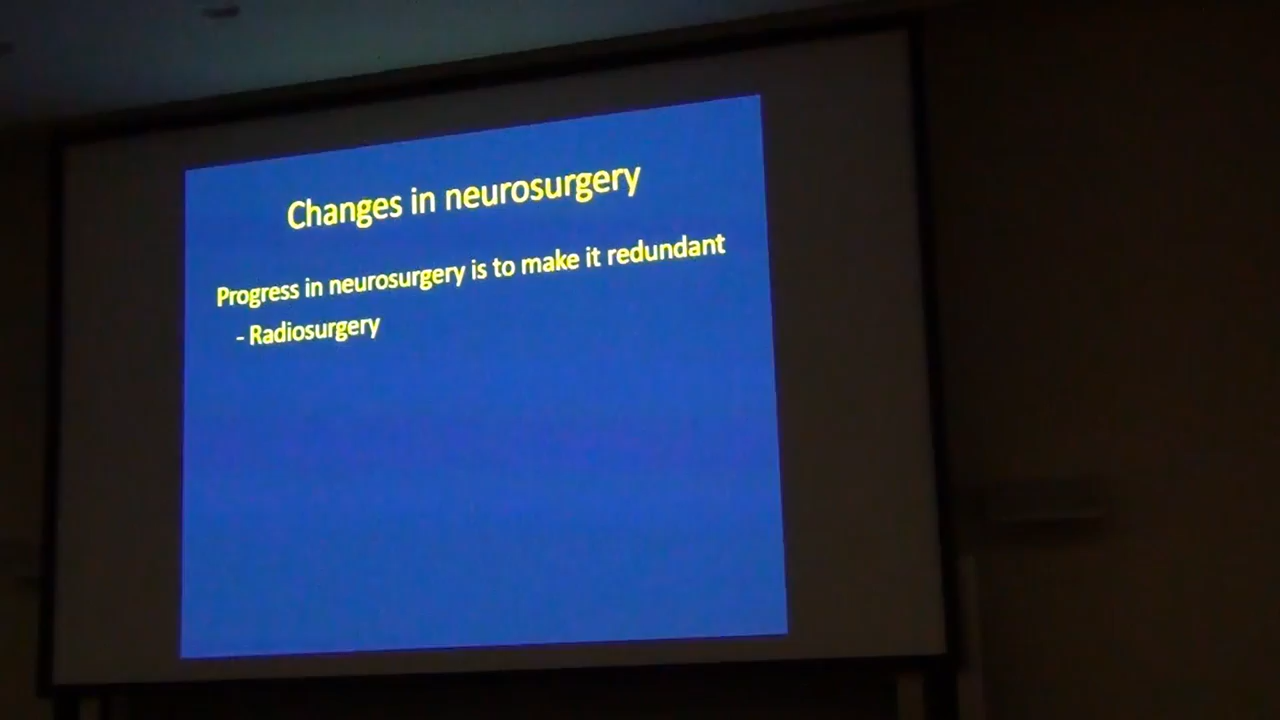 Changes in neurosurgery
Progress in neurosurgery is to make it redundant
- Radiosurgery